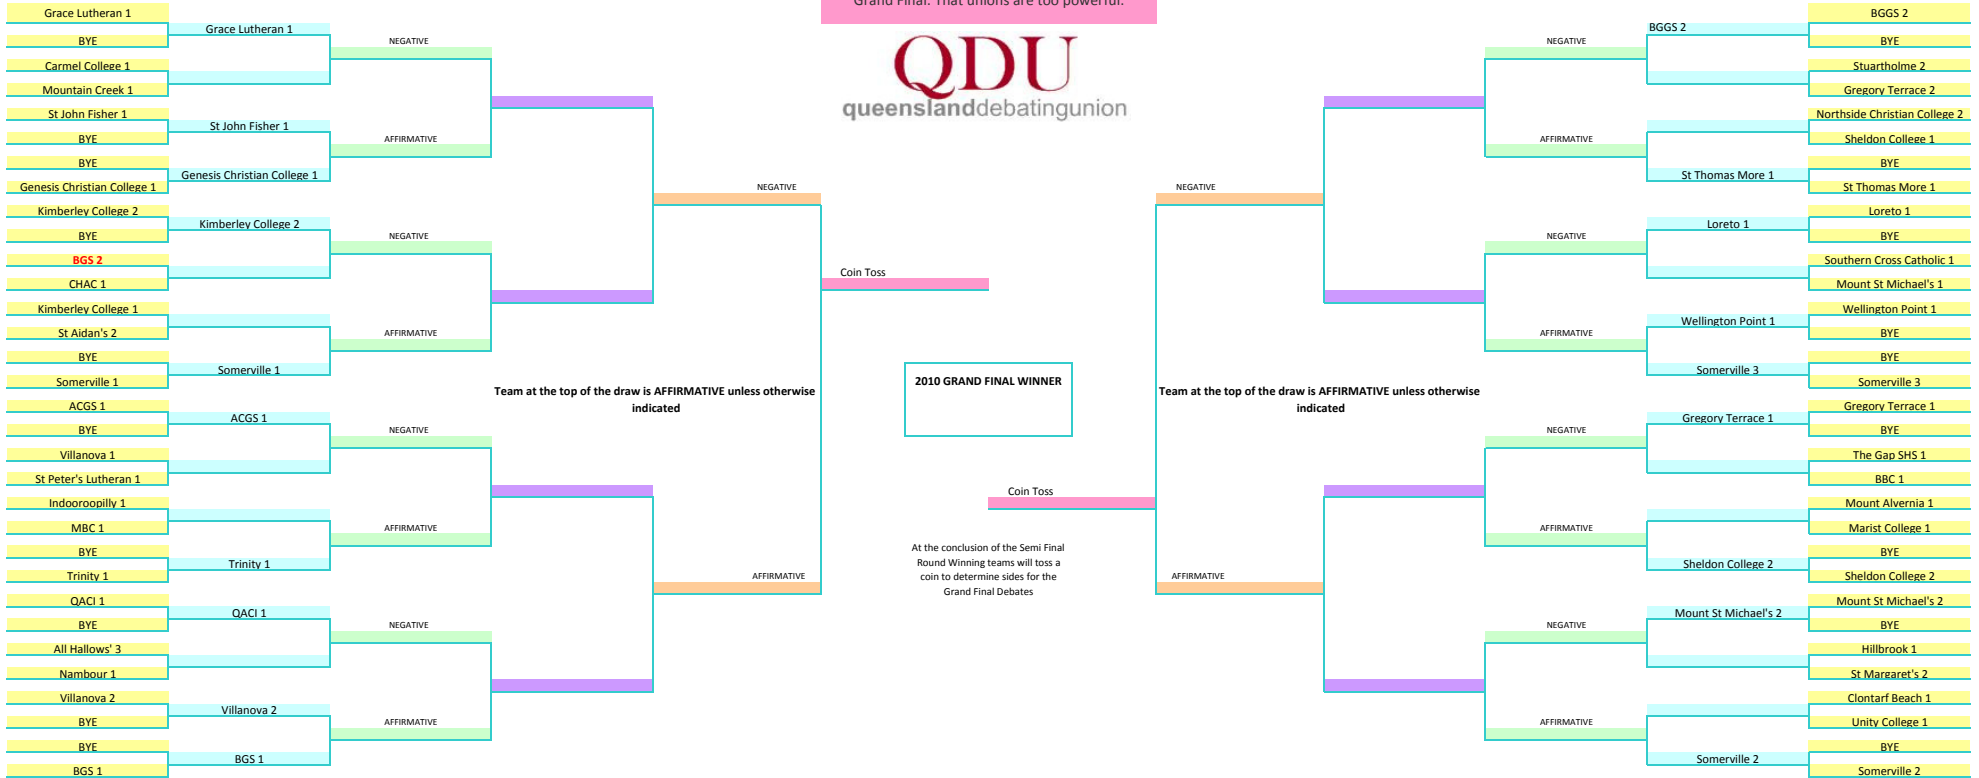 Grand Final: That unions are too powerful.
QDU
queenslanddebatingunion
Grace Lutheran 1
BYE
Carmel College 1
Mountain Creek 1
St John Fisher 1
BYE
BYE
Genesis Christian College 1
Kimberley College 2
BYE
BGS 2
CHAC 1
Kimberley College 1
St Aidan's 2
BYE
Somerville 1
ACGS 1
BYE
Villanova 1
St Peter's Lutheran 1
Indooroopilly 1
MBC 1
BYE
Trinity 1
QACI 1
BYE
All Hallows' 3
Nambour 1
Villanova 2
BYE
BYE
BGS 1
Grace Lutheran 1
St John Fisher 1
Genesis Christian College 1
Kimberley College 2
Somerville 1
ACGS 1
Trinity 1
QACI 1
Villanova 2
BGS 1
NEGATIVE
AFFIRMATIVE
NEGATIVE
AFFIRMATIVE
NEGATIVE
AFFIRMATIVE
NEGATIVE
AFFIRMATIVE
Team at the top of the draw is AFFIRMATIVE unless otherwise
indicated
NEGATIVE
AFFIRMATIVE
Coin Toss
2010 GRAND FINAL WINNER
Coin Toss
At the conclusion of the Semi Final
Round Winning teams will toss a
coin to determine sides for the
Grand Final Debates
NEGATIVE
AFFIRMATIVE
Team at the top of the draw is AFFIRMATIVE unless otherwise
indicated
NEGATIVE
AFFIRMATIVE
NEGATIVE
AFFIRMATIVE
NEGATIVE
AFFIRMATIVE
NEGATIVE
AFFIRMATIVE
BGGS 2
St Thomas More 1
Loreto 1
Wellington Point 1
Somerville 3
Gregory Terrace 1
Sheldon College 2
Mount St Michael's 2
Somerville 2
BGGS 2
BYE
Stuartholme 2
Gregory Terrace 2
Northside Christian College 2
Sheldon College 1
BYE
St Thomas More 1
Loreto 1
BYE
Southern Cross Catholic 1
Mount St Michael's 1
Wellington Point 1
BYE
BYE
Somerville 3
Gregory Terrace 1
BYE
The Gap SHS 1
BBC 1
Mount Alvernia 1
Marist College 1
BYE
Sheldon College 2
Mount St Michael's 2
BYE
Hillbrook 1
St Margaret's 2
Clontarf Beach 1
Unity College 1
BYE
Somerville 2